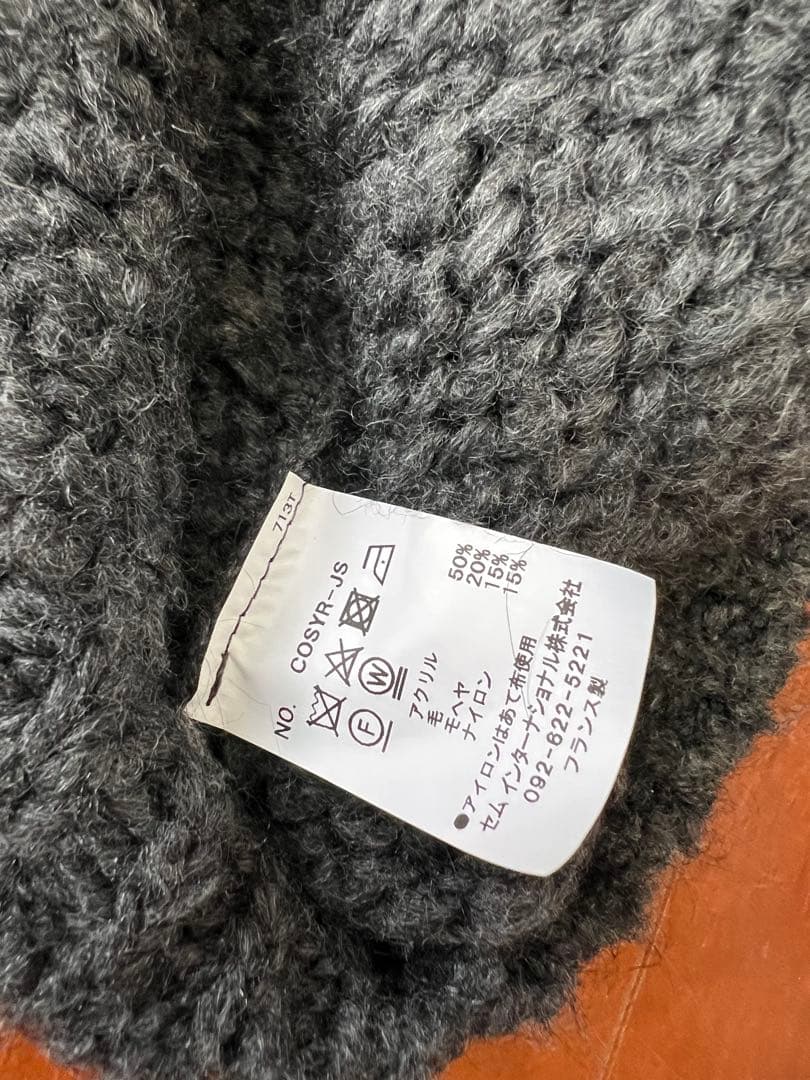 713T
NO. COSYR-JS
F W
アクリル 50%
毛 20%
モヘヤ 15%
ナイロン 15%
●アイロンはあて布使用
セム インターナショナル株式会社
092-622-5221
フランス製